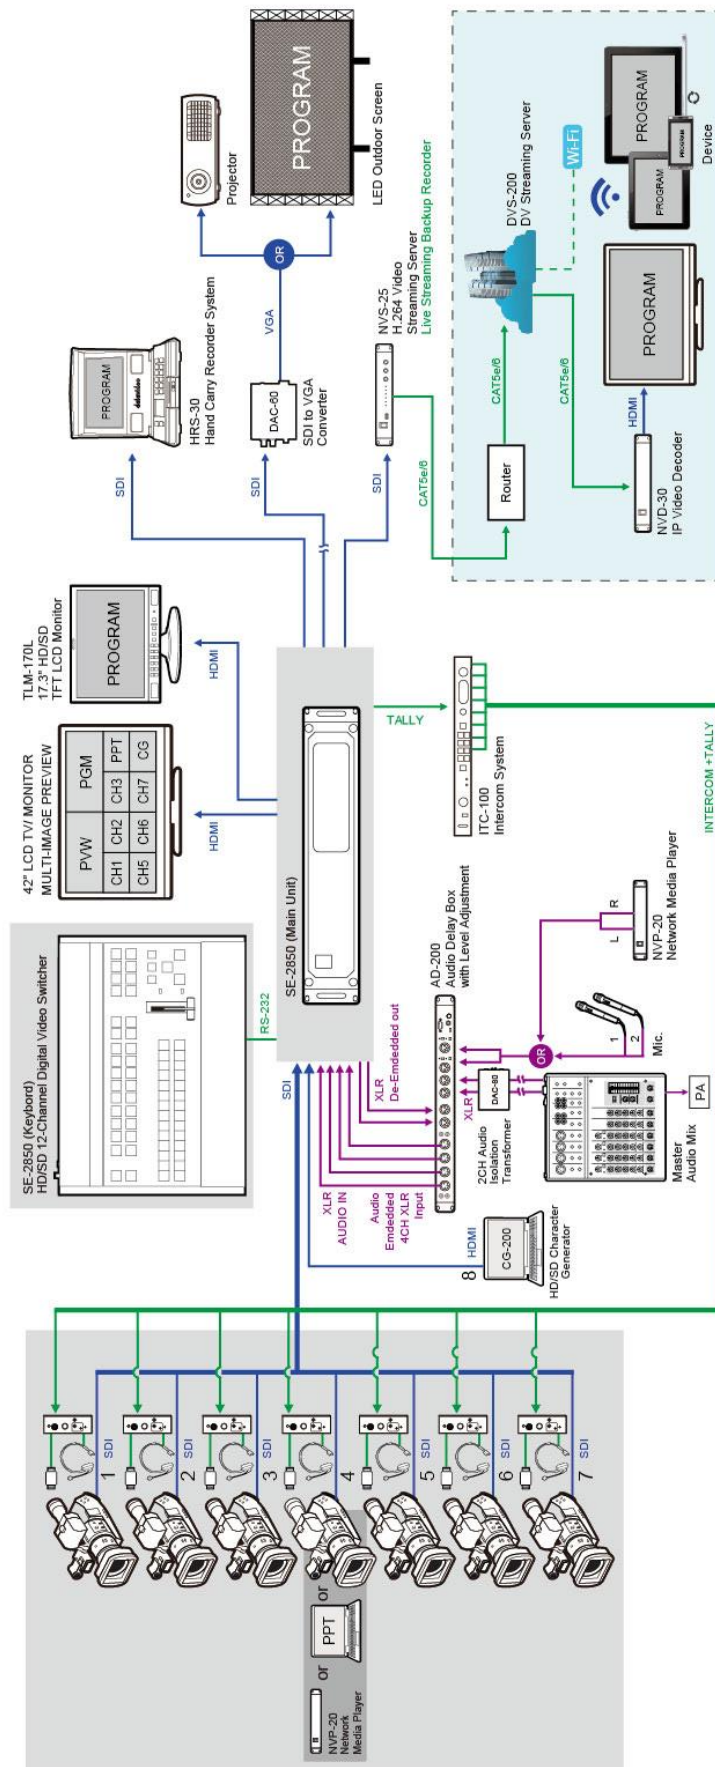 SE-2850 (Keybord)
HD/SD 12-Channel Digital Video Switcher
42" LCD TV/ MONITOR
MULTI-IMAGE PREVIEW
PVW
PGM
CH1
CH2
CH3
PPT
CH5
CH6
CH7
CG
TLM-170L
17.3" HD/SD
TFT LCD Monitor
PROGRAM
HDMI
HDMI
RS-232
SE-2850 (Main Unit)
SDI
PROGRAM
datavideo
HRS-30
Hand Carry Recorder System
SDI
DAC-60
SDI to VGA
Converter
VGA
OR
Projector
PROGRAM
LED Outdoor Screen
SDI
NVS-25
H.264 Video
Streaming Server
Live Streaming Backup Recorder
CAT5e/6
Router
CAT5e/6
DVS-200
DV Streaming Server
Wi-Fi
CAT5e/6
NVD-30
IP Video Decoder
HDMI
PROGRAM
PROGRAM
PROGRAM
PROGRAM
Device
TALLY
ITC-100
Intercom System
INTERCOM +TALLY
SDI
XLR
AUDIO IN
Audio
Emdedded
4CH XLR
Input
XLR
De-Emdedded out
AD-200
Audio Delay Box
with Level Adjustment
8
HDMI
CG-200
HD/SD Character
Generator
XLR
DAC-80
2CH Audio
Isolation
Transformer
OR
1
2
Mic.
L
R
NVP-20
Network Media Player
Master
Audio Mix
PA
1
SDI
2
SDI
3
SDI
4
5
SDI
6
SDI
7
SDI
or
PPT
or
NVP-20
Network
Media Player